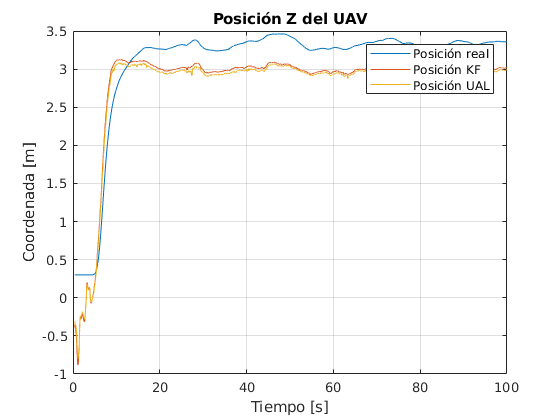 Posición Z del UAV
3.5
3
2.5
2
1.5
1
0.5
0
-0.5
-1
Coordenada [m]
Posición real
Posición KF
Posición UAL
0 20 40 60 80 100
Tiempo [s]